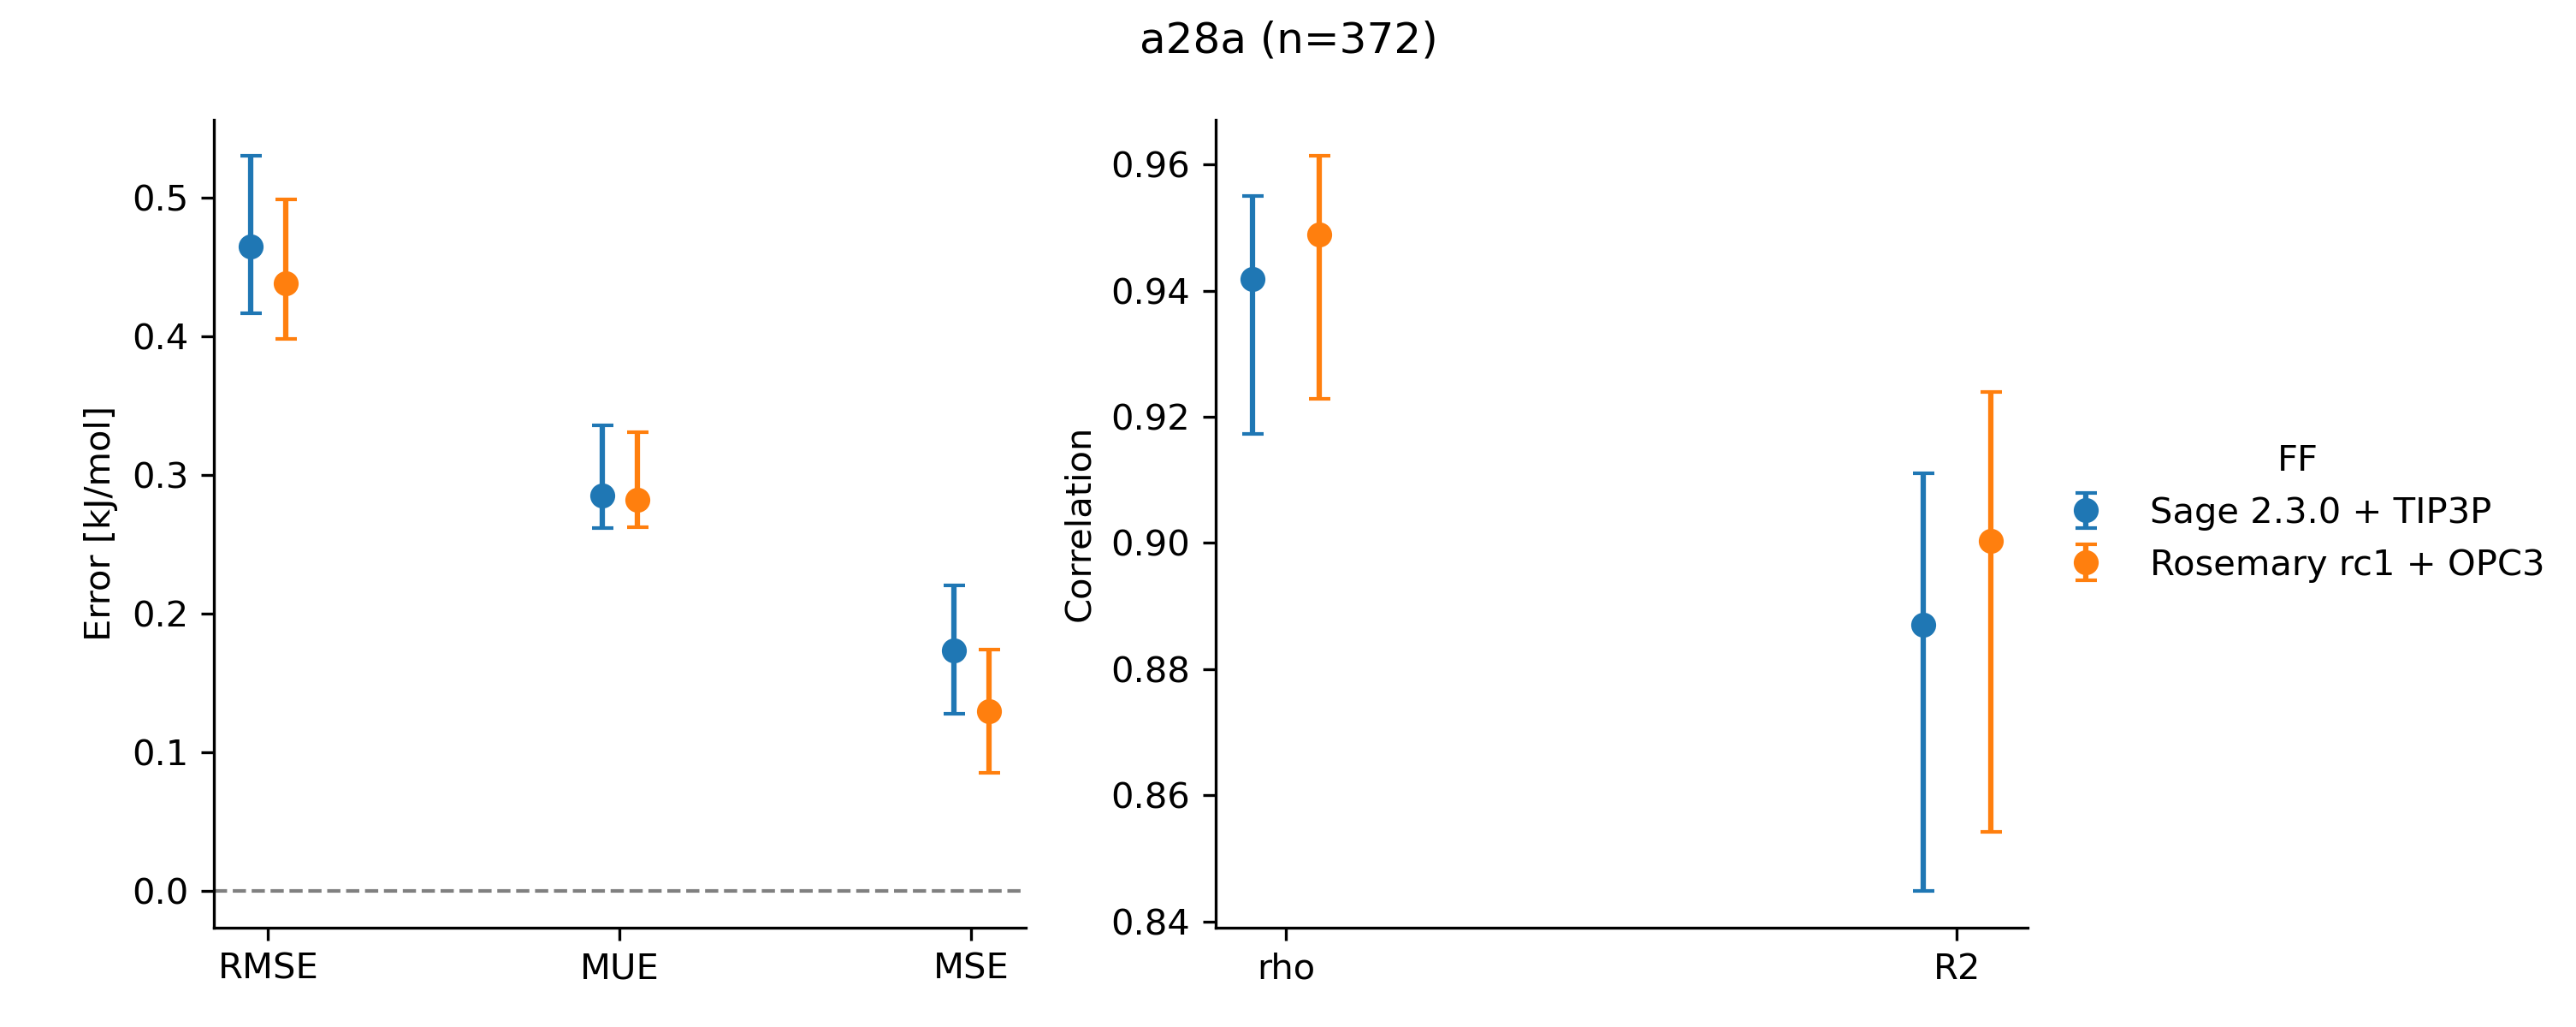 a28a (n=372)
Error [kJ/mol]
0.5
0.4
0.3
0.2
0.1
0.0
RMSE
MUE
MSE
Correlation
0.96
0.94
0.92
0.90
0.88
0.86
0.84
rho
R2
FF
Sage 2.3.0 + TIP3P
Rosemary rc1 + OPC3